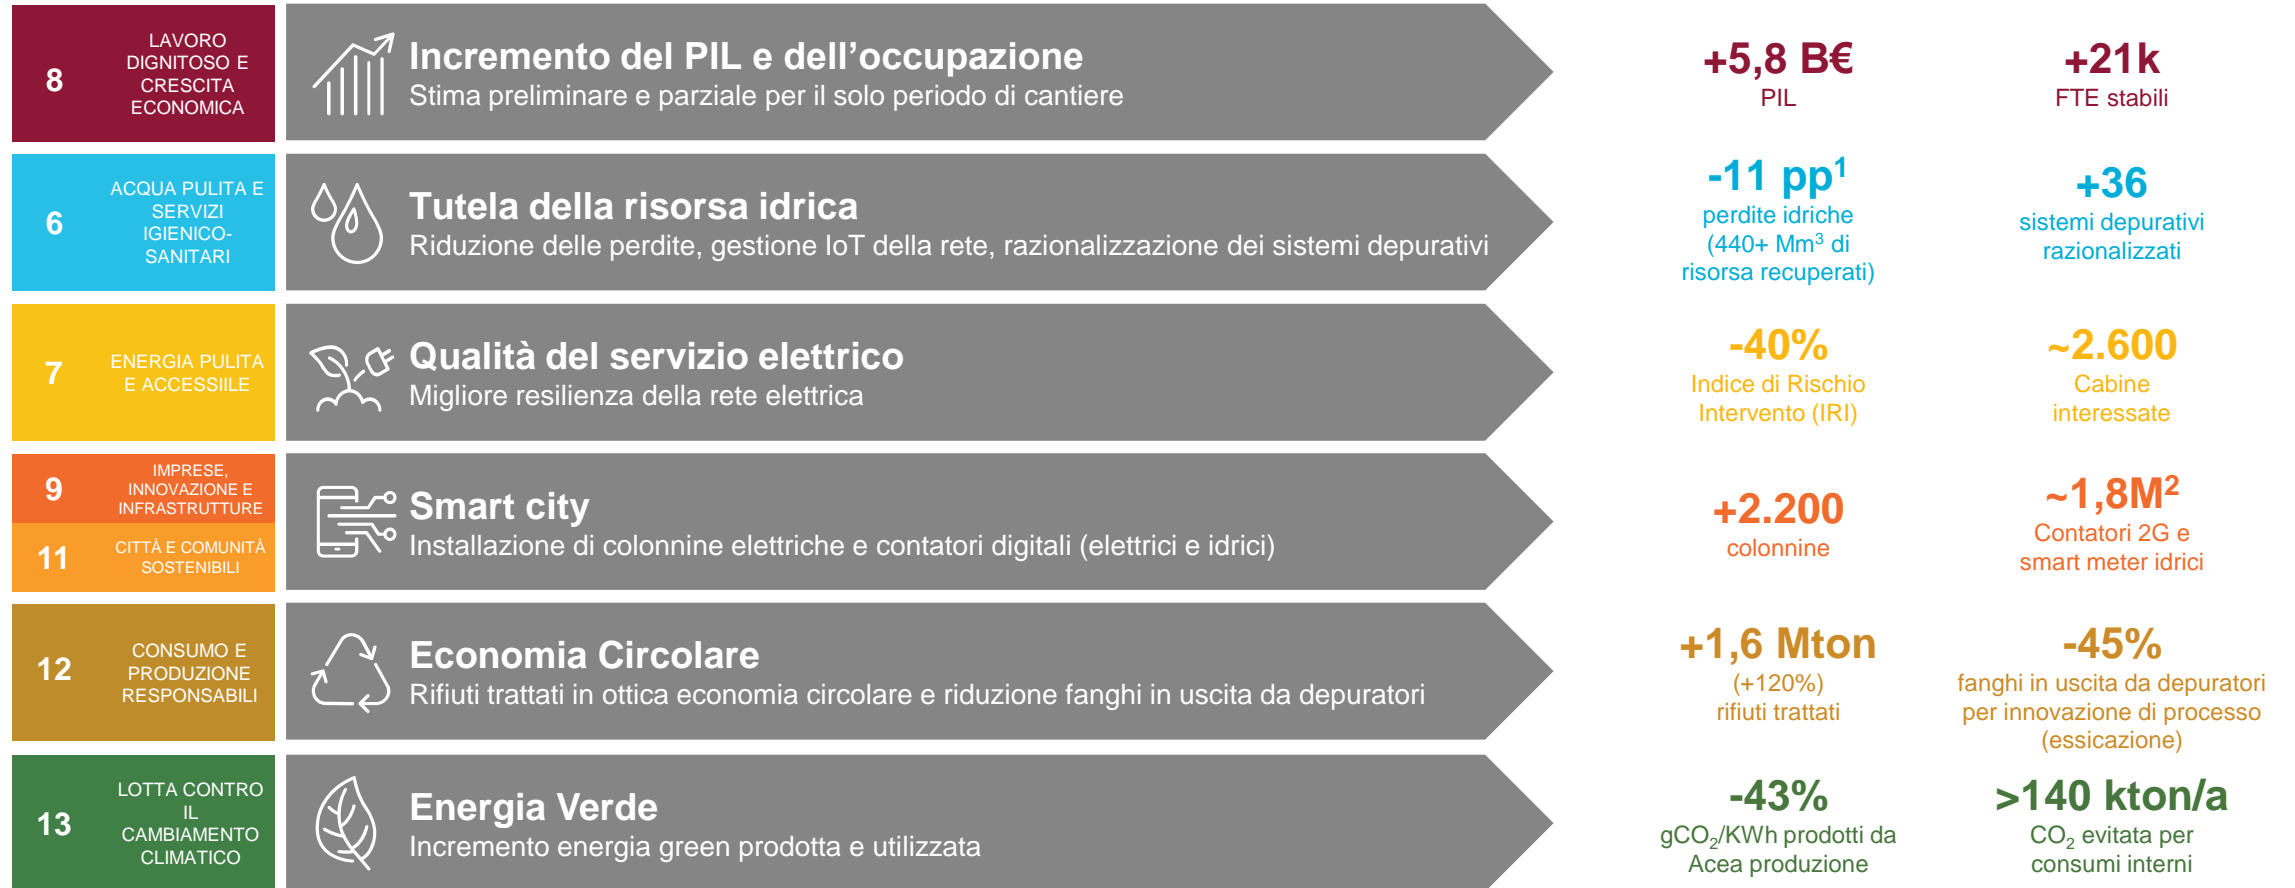 8
LAVORO
DIGNITOSO E
CRESCITA
ECONOMICA
Incremento del PIL e dell’occupazione
Stima preliminare e parziale per il solo periodo di cantiere
+5,8 B€
PIL
+21k
FTE stabili
6
ACQUA PULITA E
SERVIZI
IGIENICO-
SANITARI
Tutela della risorsa idrica
Riduzione delle perdite, gestione IoT della rete, razionalizzazione dei sistemi depurativi
-11 pp¹
perdite idriche
(440+ Mm³ di
risorsa recuperati)
+36
sistemi depurativi
razionalizzati
7
ENERGIA PULITA
E ACCESSIILE
Qualità del servizio elettrico
Migliore resilienza della rete elettrica
-40%
Indice di Rischio
Intervento (IRI)
~2.600
Cabine
interessate
9
IMPRESE,
INNOVAZIONE E
INFRASTRUTTURE
11
CITTÀ E COMUNITÀ
SOSTENIBILI
Smart city
Installazione di colonnine elettriche e contatori digitali (elettrici e idrici)
+2.200
colonnine
~1,8M²
Contatori 2G e
smart meter idrici
12
CONSUMO E
PRODUZIONE
RESPONSABILI
Economia Circolare
Rifiuti trattati in ottica economia circolare e riduzione fanghi in uscita da depuratori
+1,6 Mton
(+120%)
rifiuti trattati
-45%
fanghi in uscita da depuratori
per innovazione di processo
(essicazione)
13
LOTTA CONTRO
IL
CAMBIAMENTO
CLIMATICO
Energia Verde
Incremento energia green prodotta e utilizzata
-43%
gCO₂/KWh prodotti da
Acea produzione
>140 kton/a
CO₂ evitata per
consumi interni